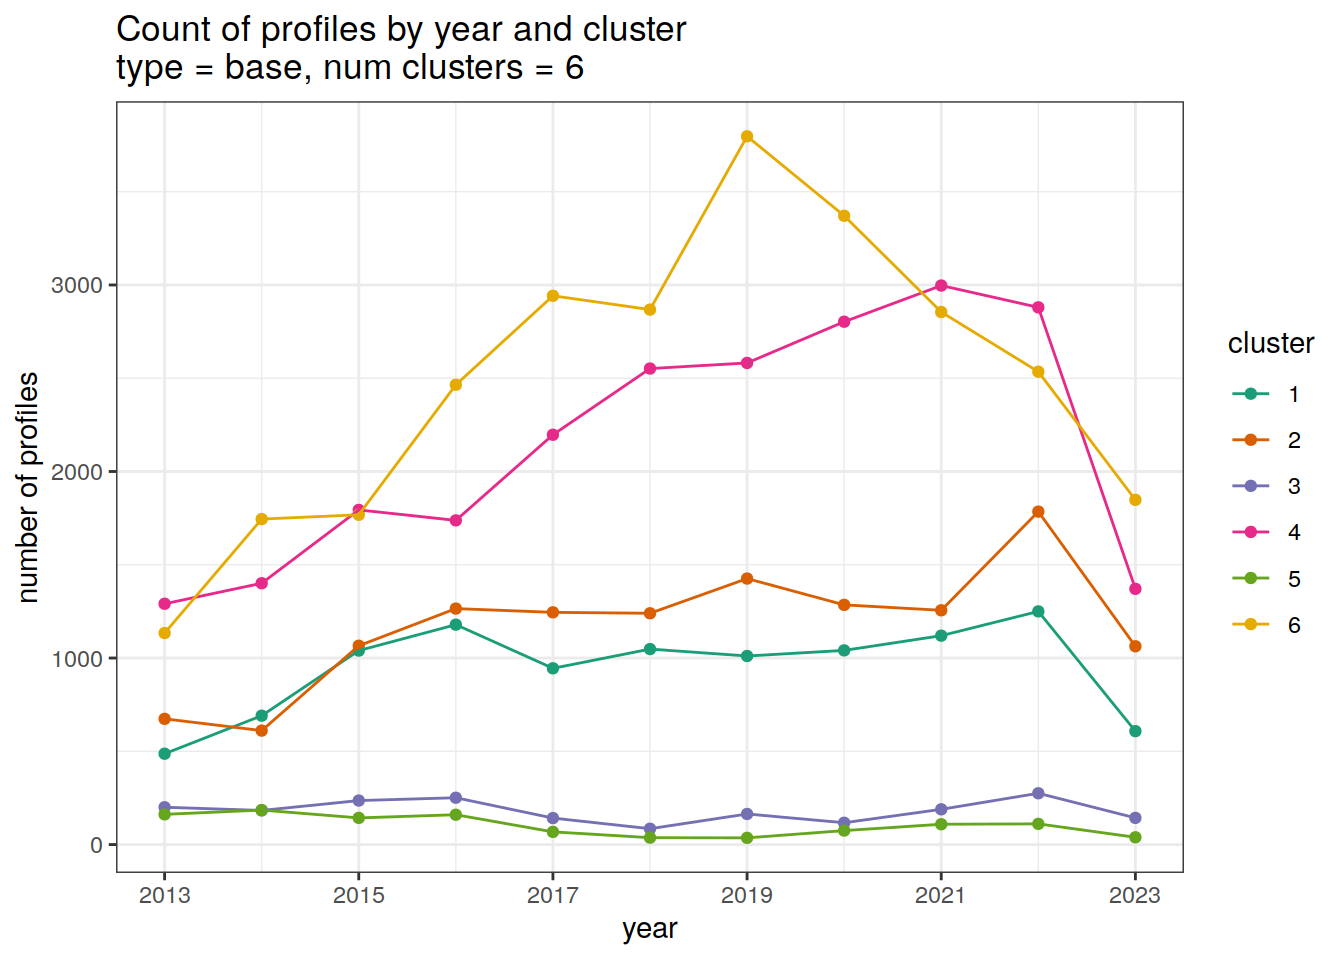 Count of profiles by year and cluster
type = base, num clusters = 6
number of profiles
3000
2000
1000
0
2013 2015 2017 2019 2021 2023
year
cluster
1
2
3
4
5
6